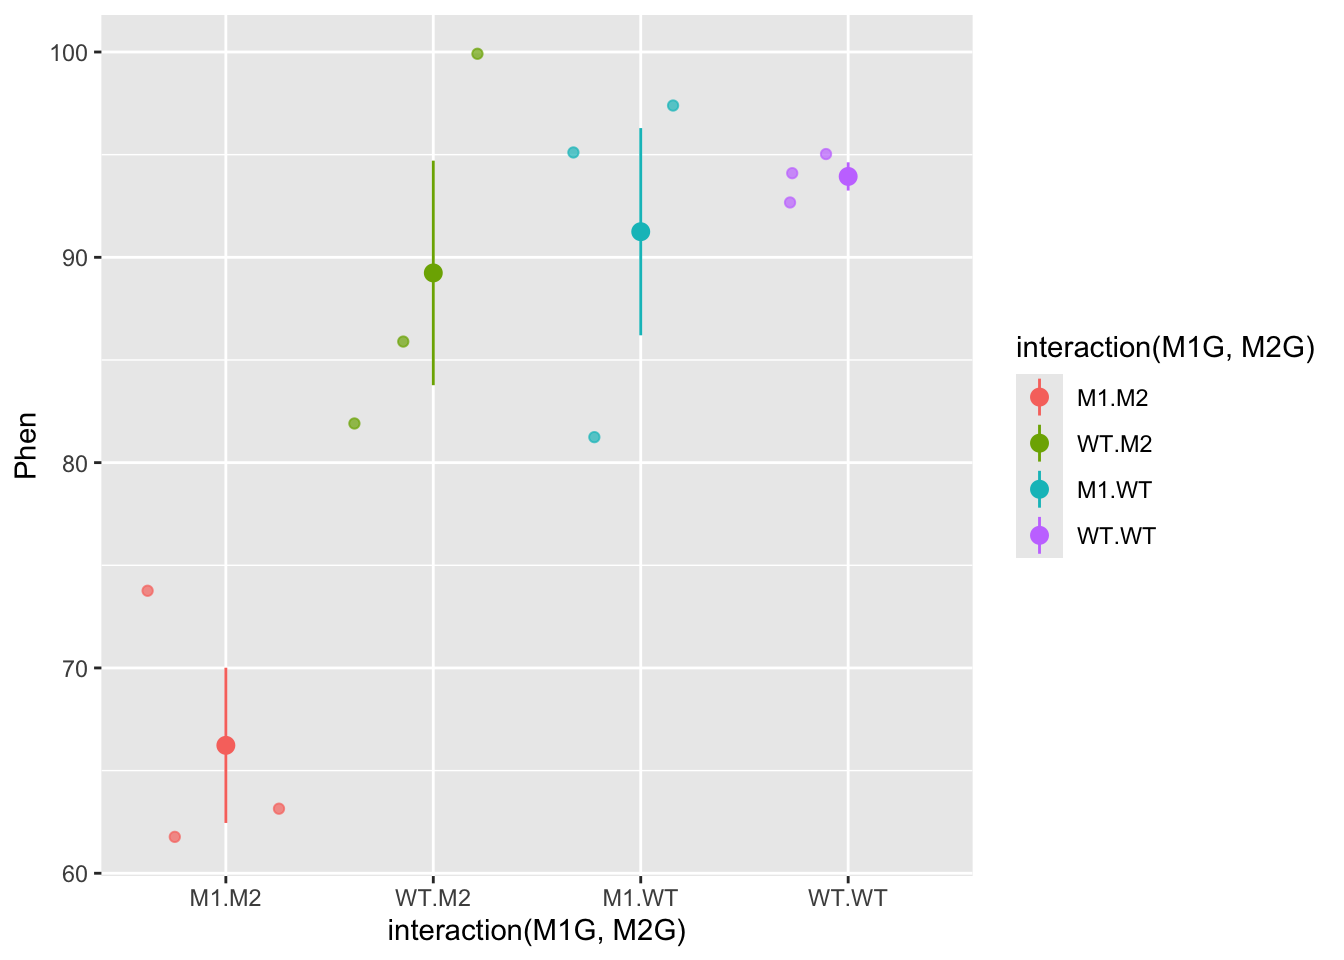 100
90
80
70
60
Phen
M1.M2
WT.M2
M1.WT
WT.WT
interaction(M1G, M2G)
interaction(M1G, M2G)
M1.M2
WT.M2
M1.WT
WT.WT